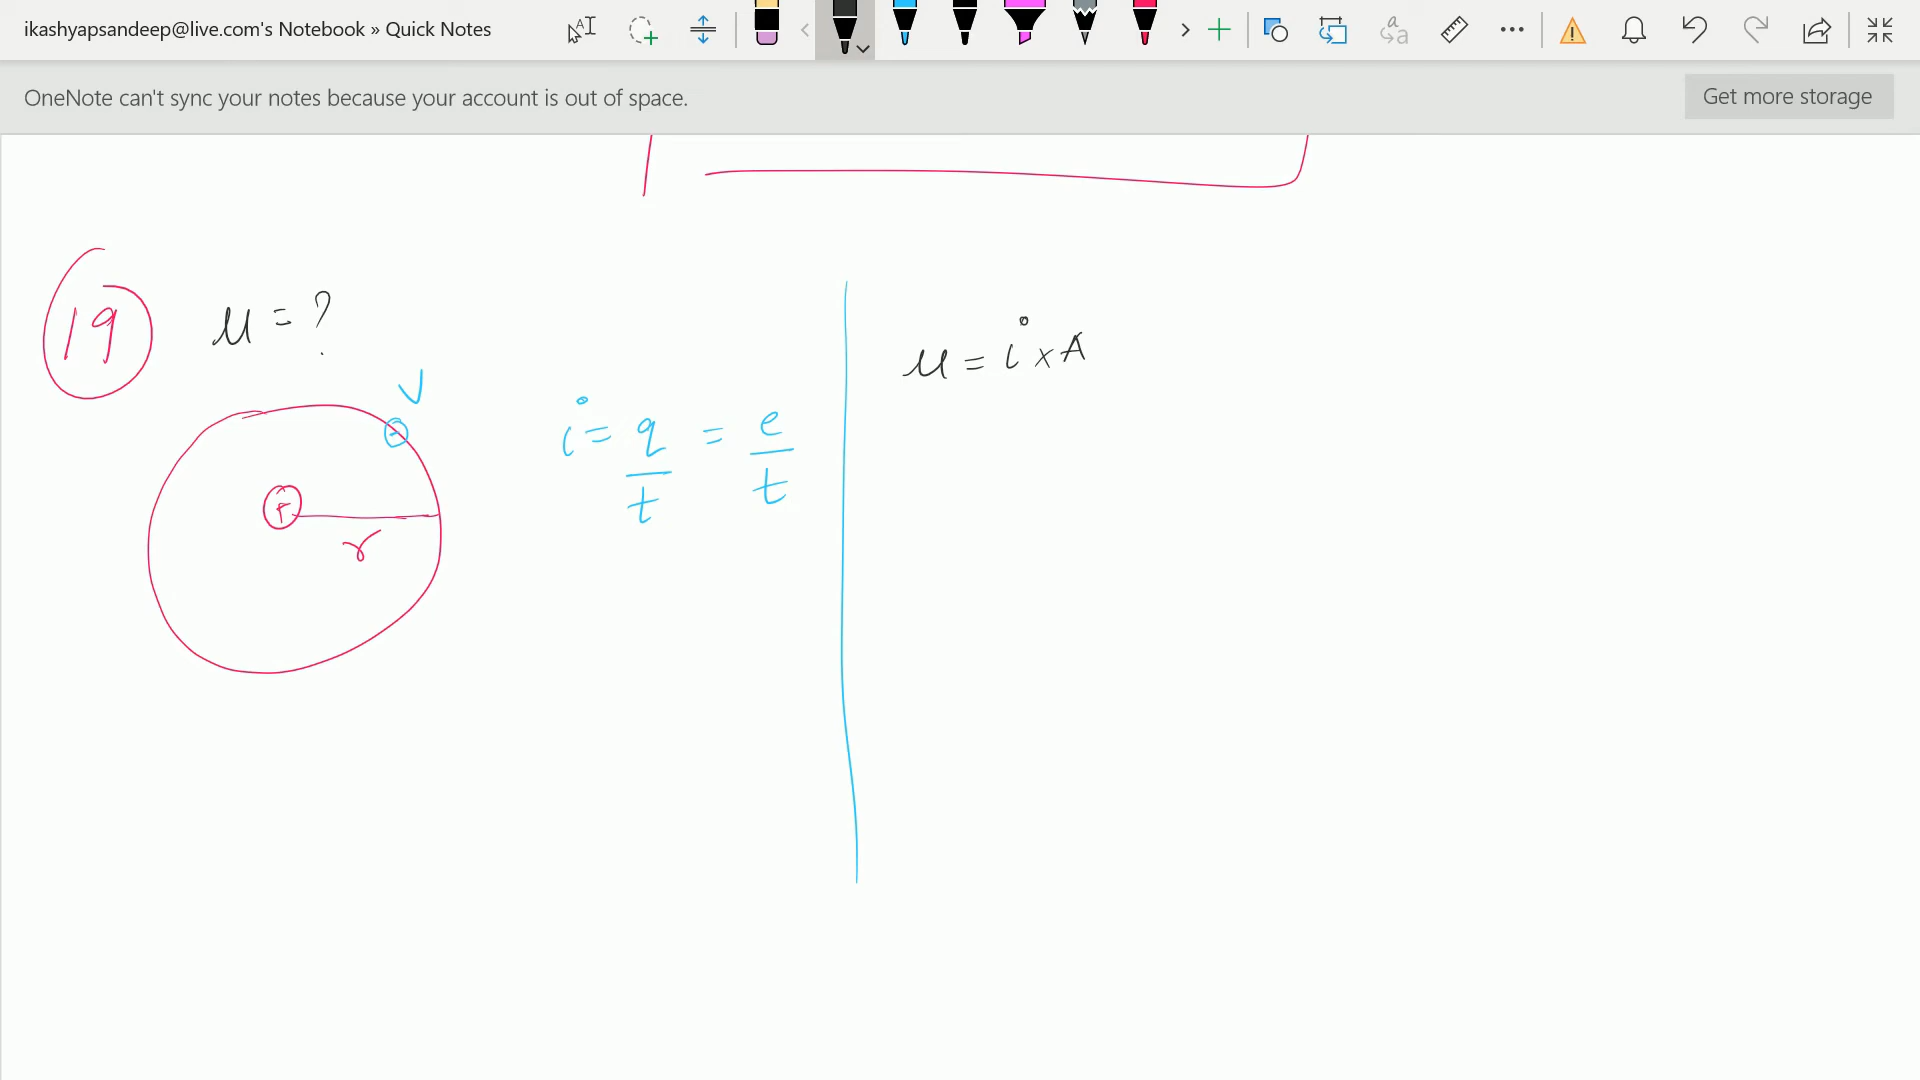 ikashyapsandeep@live.com's Notebook » Quick Notes
OneNote can't sync your notes because your account is out of space.
Get more storage
19
μ = ?
v
i = q/t = e/t
+
r
μ = i × A